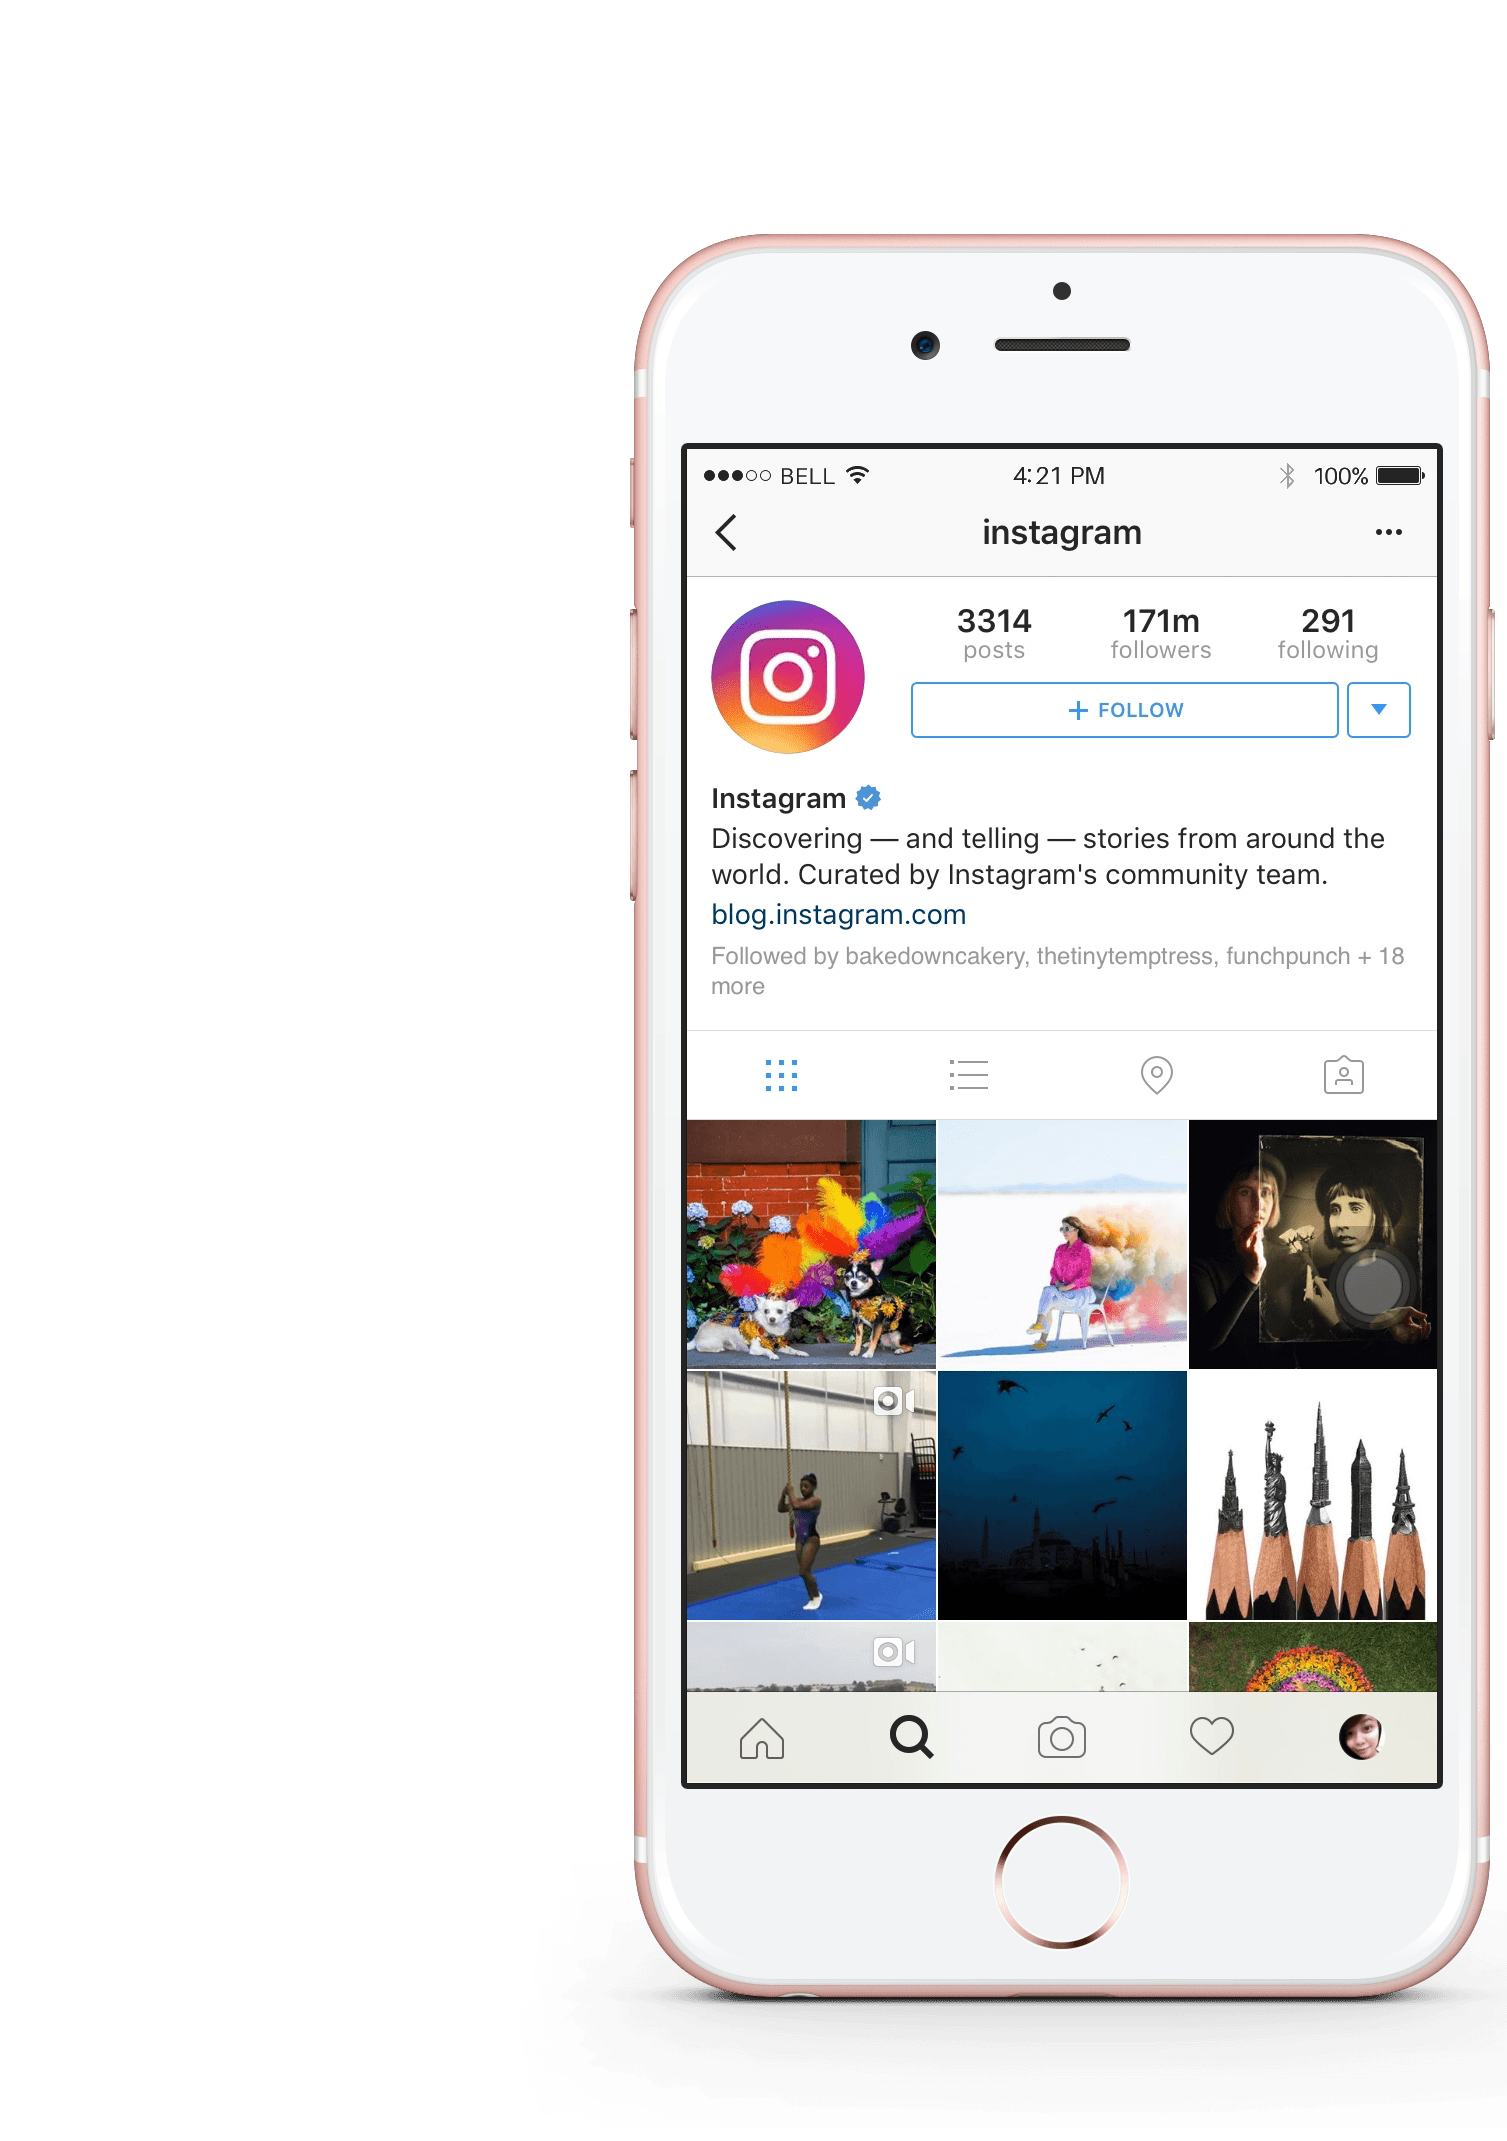 BELL 4:21 PM 100%
instagram
3314 171m 291
posts followers following
+ FOLLOW
Instagram
Discovering — and telling — stories from around the
world. Curated by Instagram's community team.
blog.instagram.com
Followed by bakedowncakery, thetinytemptress, funchpunch + 18
more